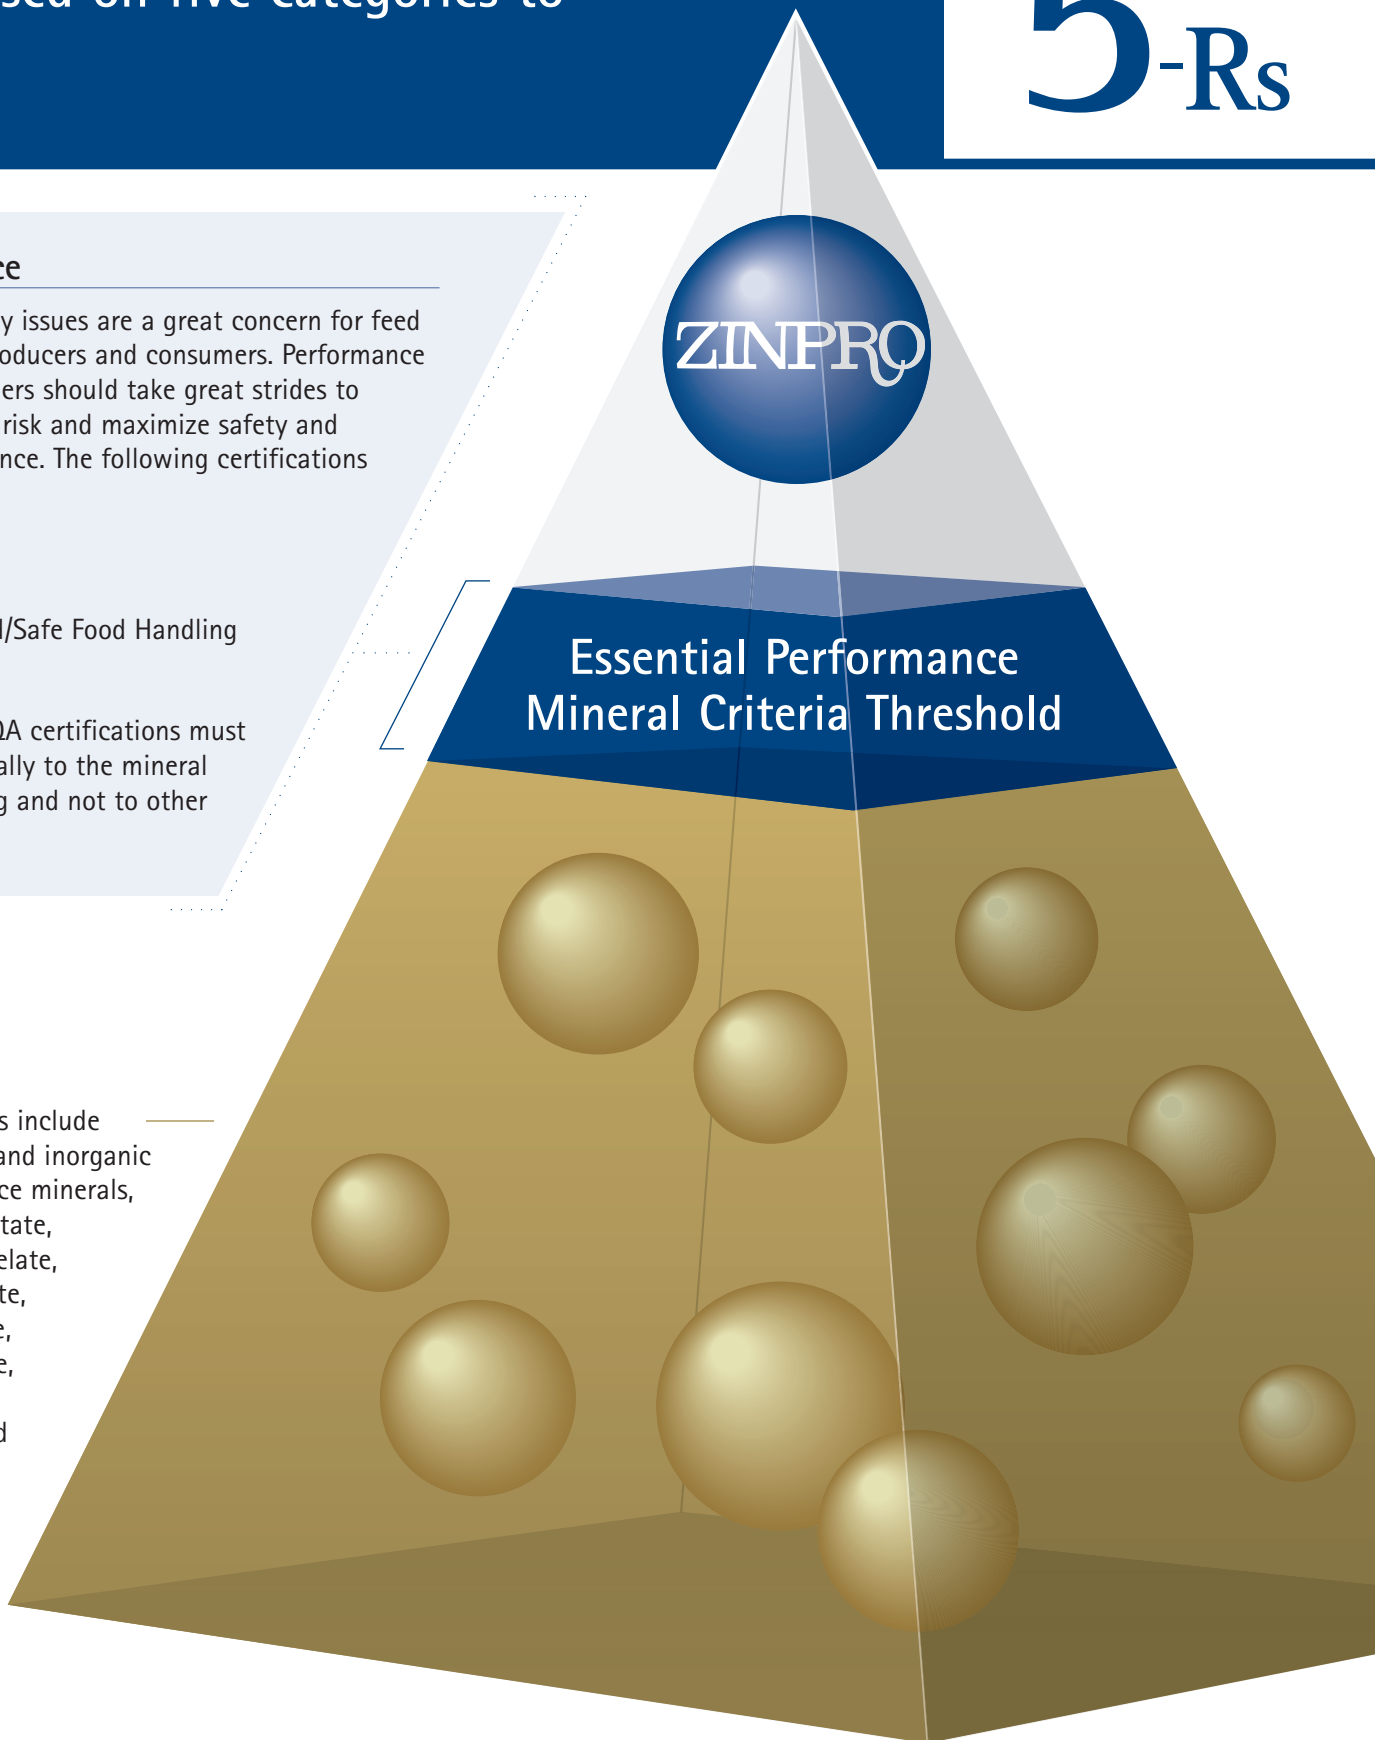 sed on five categories to
5-Rs
ce
y issues are a great concern for feed
oducers and consumers. Performance
ers should take great strides to
risk and maximize safety and
nce. The following certifications
l/Safe Food Handling
QA certifications must
ally to the mineral
g and not to other
ZINPRO
Essential Performance
Mineral Criteria Threshold
s include
and inorganic
ce minerals,
tate,
elate,
te,
e,
e,
d